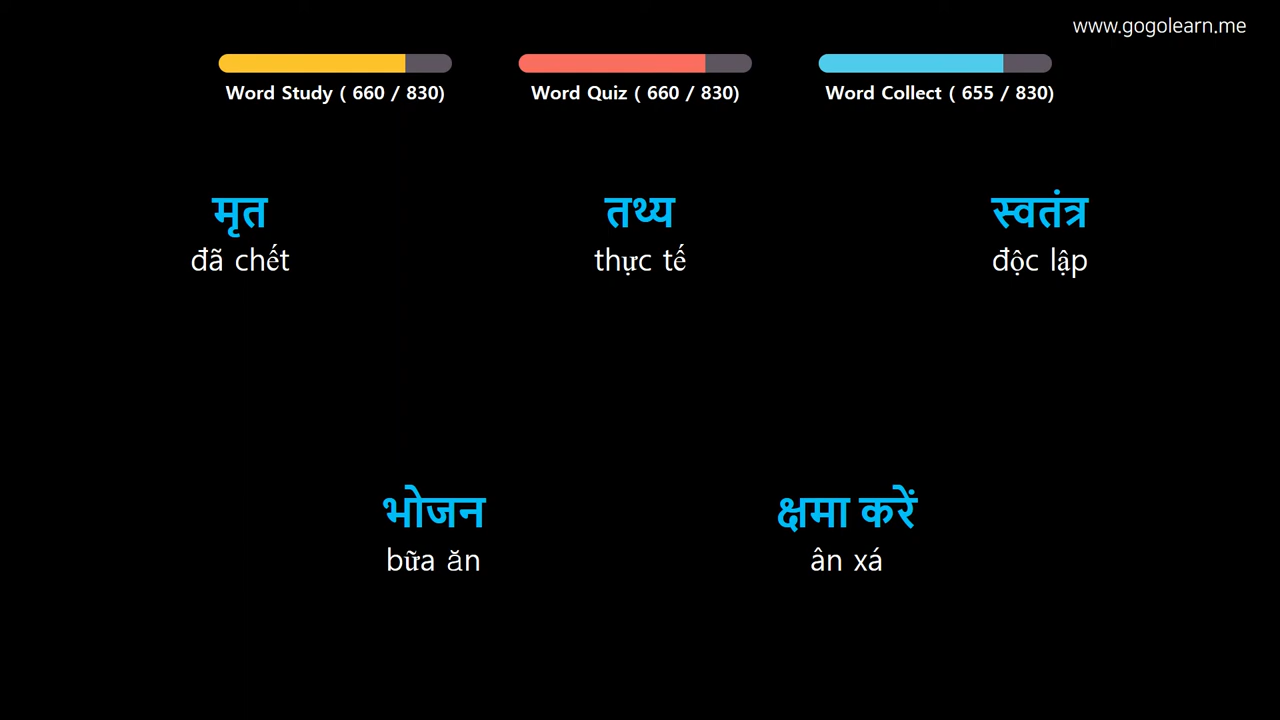 www.gogolearn.me
Word Study ( 660 / 830)
Word Quiz ( 660 / 830)
Word Collect ( 655 / 830)
मृत
đã chết
तथ्य
thực tế
स्वतंत्र
độc lập
भोजन
bữa ăn
क्षमा करें
ân xá